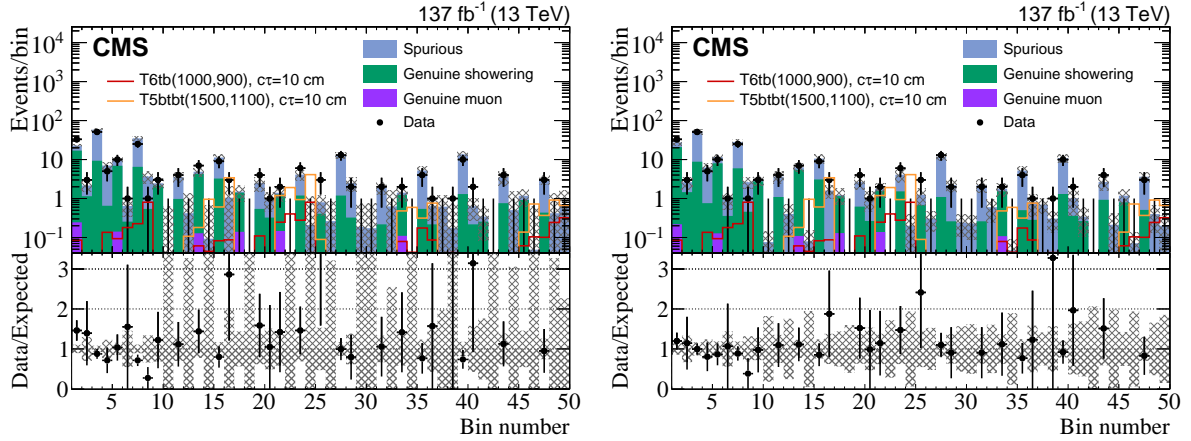 137 fb⁻¹ (13 TeV)
CMS
Spurious
Genuine showering
Genuine muon
Data
T6tb(1000,900), cτ=10 cm
T5btbt(1500,1100), cτ=10 cm
Events/bin
10⁴
10³
10²
10
1
10⁻¹
Data/Expected
3
2
1
0
5 10 15 20 25 30 35 40 45 50
Bin number
137 fb⁻¹ (13 TeV)
CMS
Spurious
Genuine showering
Genuine muon
Data
T6tb(1000,900), cτ=10 cm
T5btbt(1500,1100), cτ=10 cm
Events/bin
10⁴
10³
10²
10
1
10⁻¹
Data/Expected
3
2
1
0
5 10 15 20 25 30 35 40 45 50
Bin number